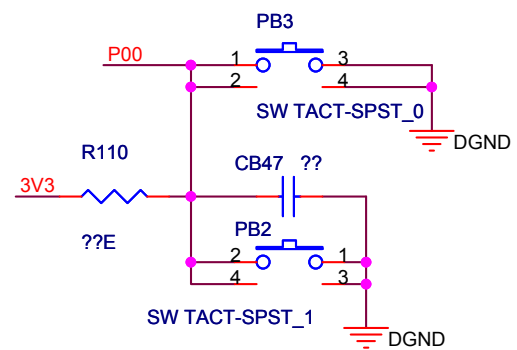 PB3
P00
1 3
2 4
SW TACT-SPST_0
DGND
R110
CB47 ??
3V3
??E
PB2
2 1
4 3
SW TACT-SPST_1
DGND